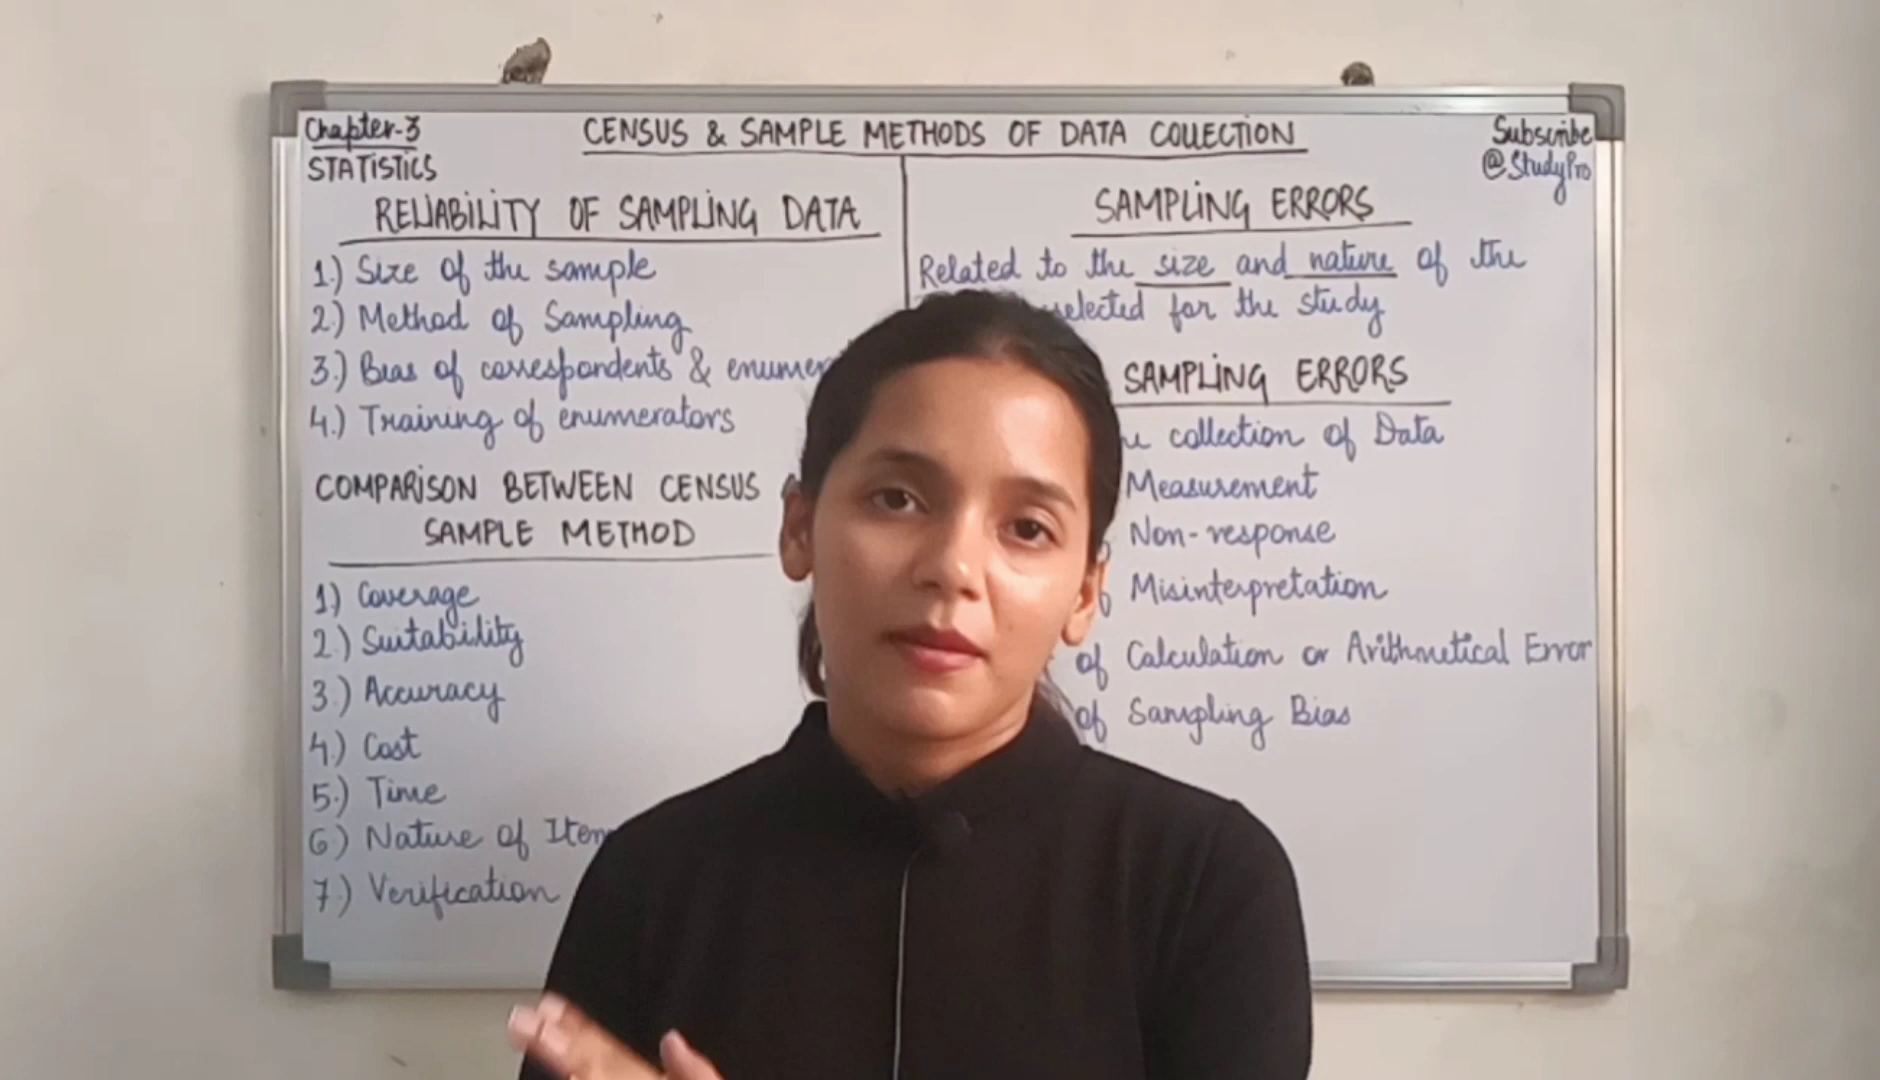 Chapter-3
STATISTICS
CENSUS & SAMPLE METHODS OF DATA COLLECTION
Subscribe
@StudyPro
RELIABILITY OF SAMPLING DATA
1.) Size of the sample
2.) Method of Sampling
3.) Bias of correspondents &
4.) Training of enumerators
COMPARISON BETWEEN CENSUS
SAMPLE METHOD
1.) Coverage
2.) Suitability
3.) Accuracy
4.) Cost
5.) Time
6.) Nature of
7.) Verification
SAMPLING ERRORS
Related to the size and nature of the
selected for the study
SAMPLING ERRORS
collection of Data
Measurement
Non-response
Misinterpretation
of Calculation or Arithmetical Error
of Sampling Bias